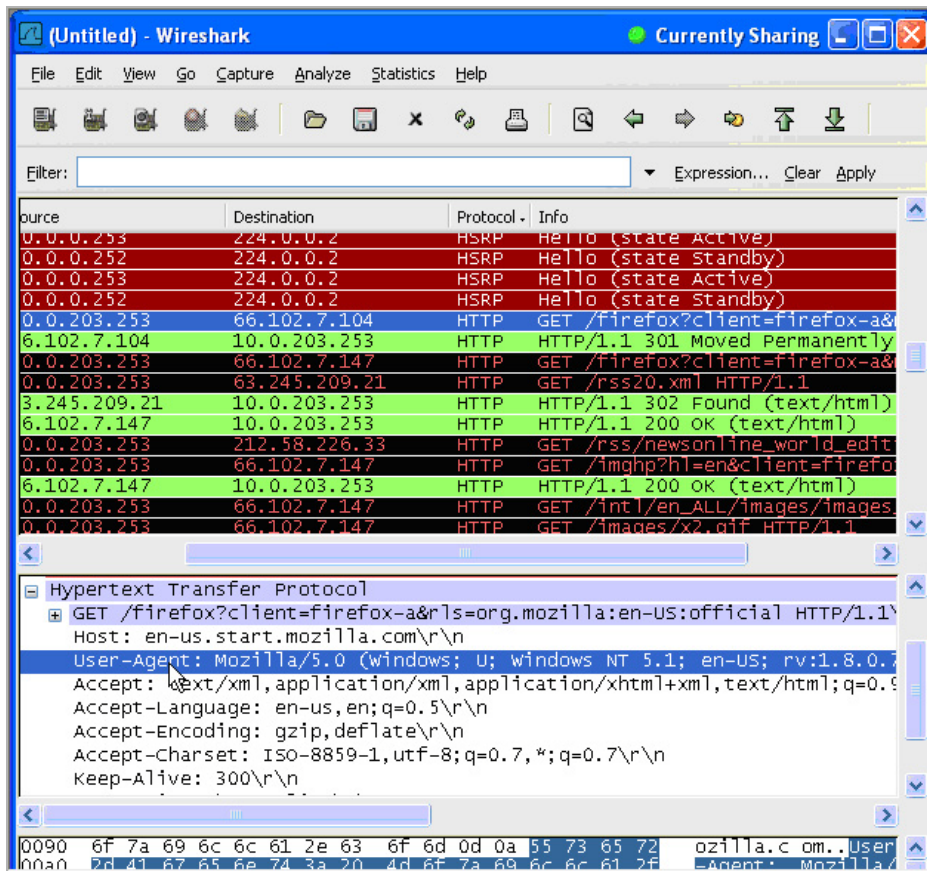 (Untitled) - Wireshark Currently Sharing
File Edit View Go Capture Analyze Statistics Help
Filter: Expression... Clear Apply
ource Destination Protocol Info
0.0.0.253 224.0.0.2 HSRP Hello (state Active)
0.0.0.252 224.0.0.2 HSRP Hello (state Standby)
0.0.0.253 224.0.0.2 HSRP Hello (state Active)
0.0.0.252 224.0.0.2 HSRP Hello (state Standby)
0.0.203.253 66.102.7.104 HTTP GET /firefox?client=firefox-a&
6.102.7.104 10.0.203.253 HTTP HTTP/1.1 301 Moved Permanently
0.0.203.253 66.102.7.147 HTTP GET /firefox?client=firefox-a&
0.0.203.253 63.245.209.21 HTTP GET /rss20.xml HTTP/1.1
3.245.209.21 10.0.203.253 HTTP HTTP/1.1 302 Found (text/html)
6.102.7.147 10.0.203.253 HTTP HTTP/1.1 200 OK (text/html)
0.0.203.253 212.58.226.33 HTTP GET /rss/newsonline_world_edit
0.0.203.253 66.102.7.147 HTTP GET /imghp?hl=en&client=firefo
6.102.7.147 10.0.203.253 HTTP HTTP/1.1 200 OK (text/html)
0.0.203.253 66.102.7.147 HTTP GET /intl/en_ALL/images/images_
0.0.203.253 66.102.7.147 HTTP GET /images/x2.gif HTTP/1.1
Hypertext Transfer Protocol
GET /firefox?client=firefox-a&rls=org.mozilla:en-US:official HTTP/1.1\
Host: en-us.start.mozilla.com\r\n
User-Agent: Mozilla/5.0 (Windows; U; Windows NT 5.1; en-US; rv:1.8.0.7
Accept: text/xml,application/xml,application/xhtml+xml,text/html;q=0.9
Accept-Language: en-us,en;q=0.5\r\n
Accept-Encoding: gzip,deflate\r\n
Accept-Charset: ISO-8859-1,utf-8;q=0.7,*;q=0.7\r\n
Keep-Alive: 300\r\n
0090 6f 7a 69 6c 6c 61 2e 63 6f 6d 0d 0a 55 73 65 72 ozilla.c om..User
00a0 2d 41 67 65 6e 74 3a 20 4d 6f 7a 69 6c 6c 61 2f -Agent: Mozilla/